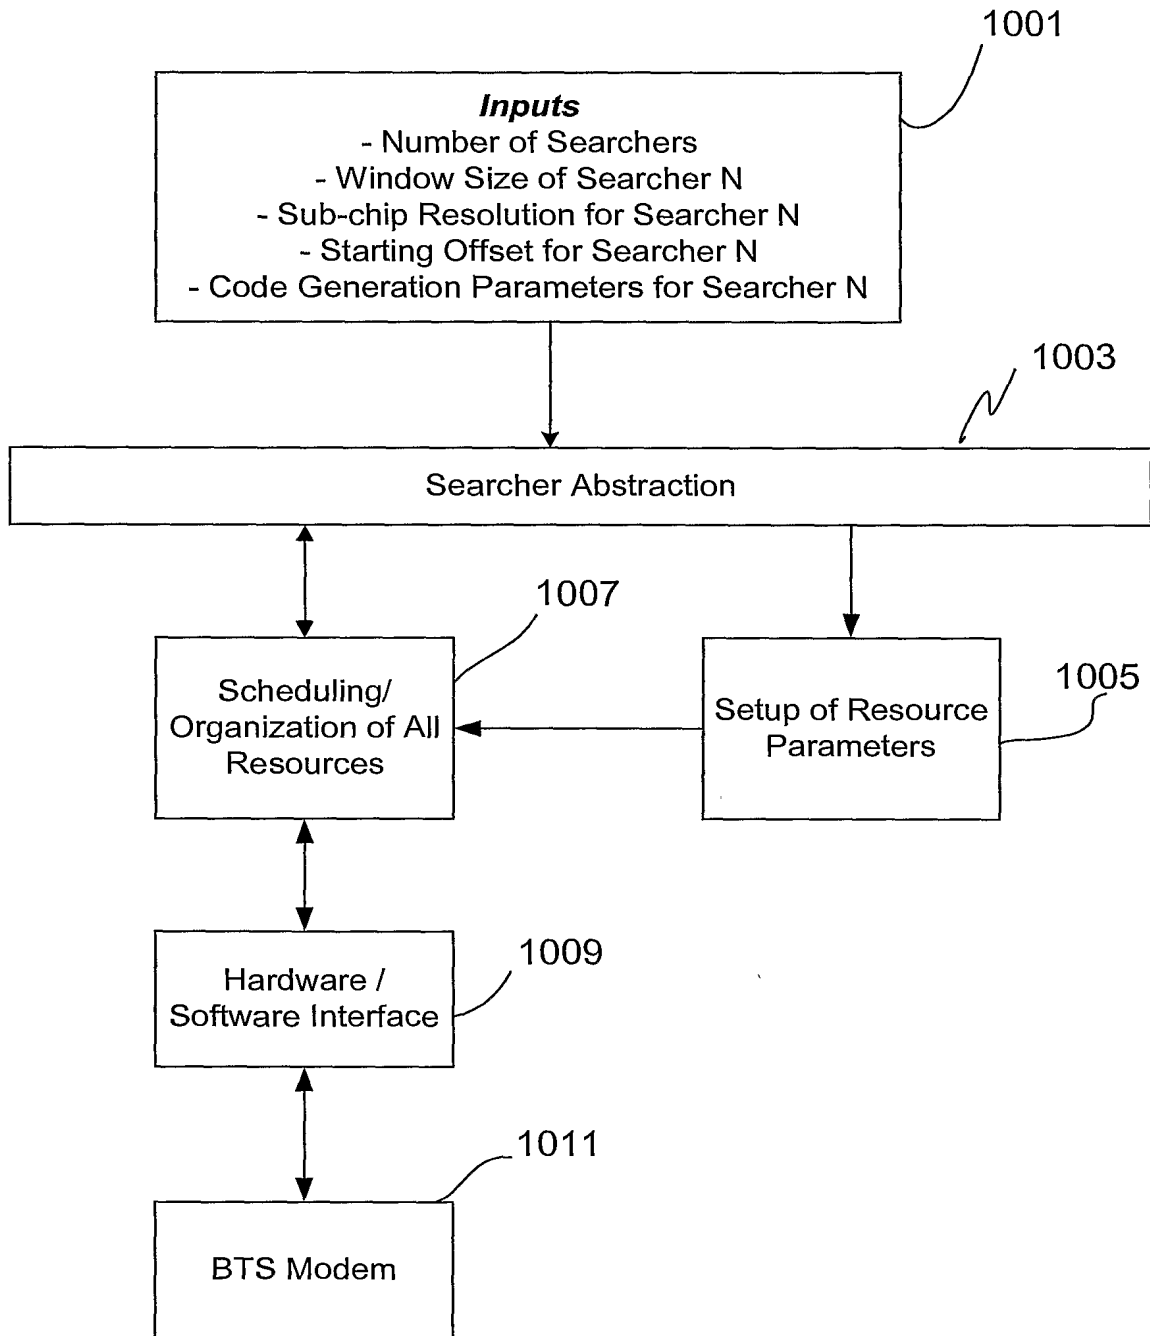 1001
Inputs
- Number of Searchers
- Window Size of Searcher N
- Sub-chip Resolution for Searcher N
- Starting Offset for Searcher N
- Code Generation Parameters for Searcher N
1003
Searcher Abstraction
1007
Scheduling/
Organization of All
Resources
1005
Setup of Resource
Parameters
1009
Hardware /
Software Interface
1011
BTS Modem